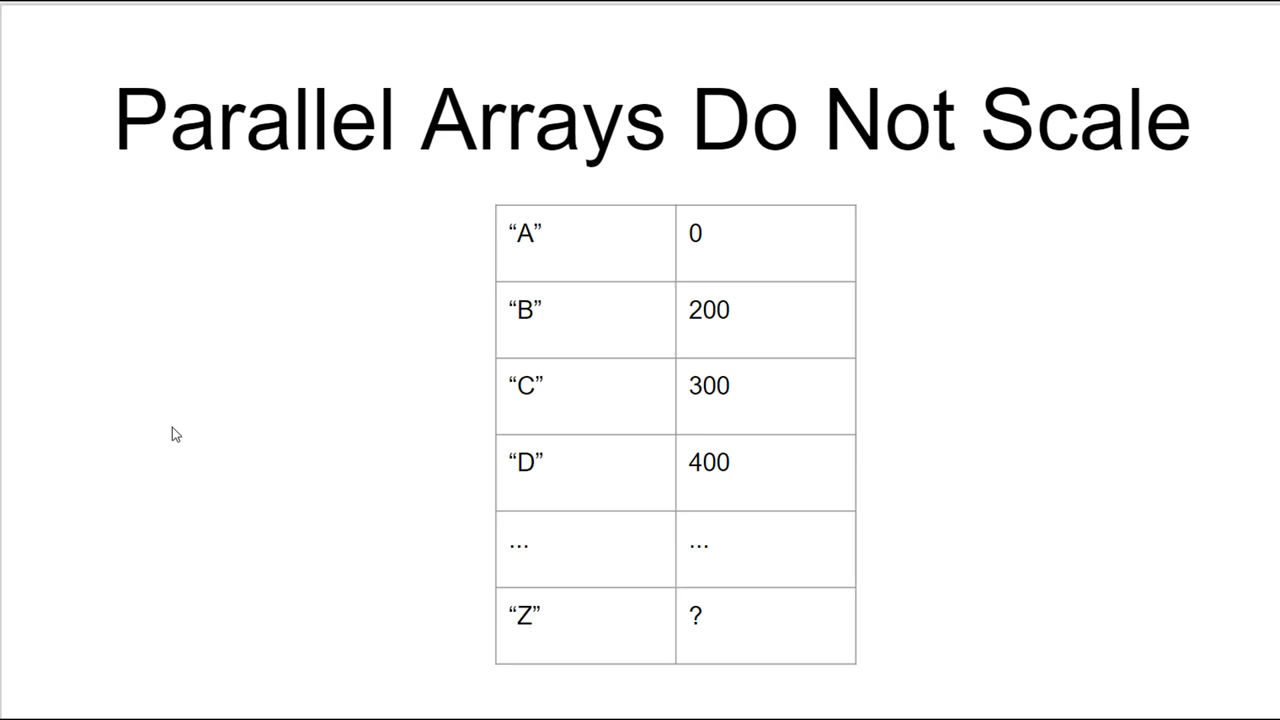 Parallel Arrays Do Not Scale
“A” 0
“B” 200
“C” 300
“D” 400
... ...
“Z” ?